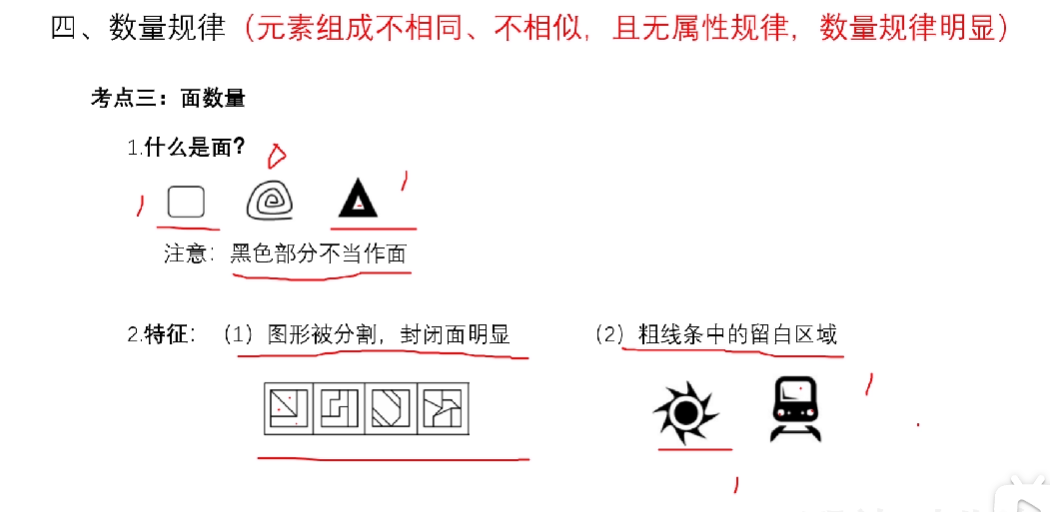 四、数量规律（元素组成不相同、不相似，且无属性规律，数量规律明显）
考点三：面数量
1.什么是面？
注意：黑色部分不当作面
2.特征：（1）图形被分割，封闭面明显 （2）粗线条中的留白区域